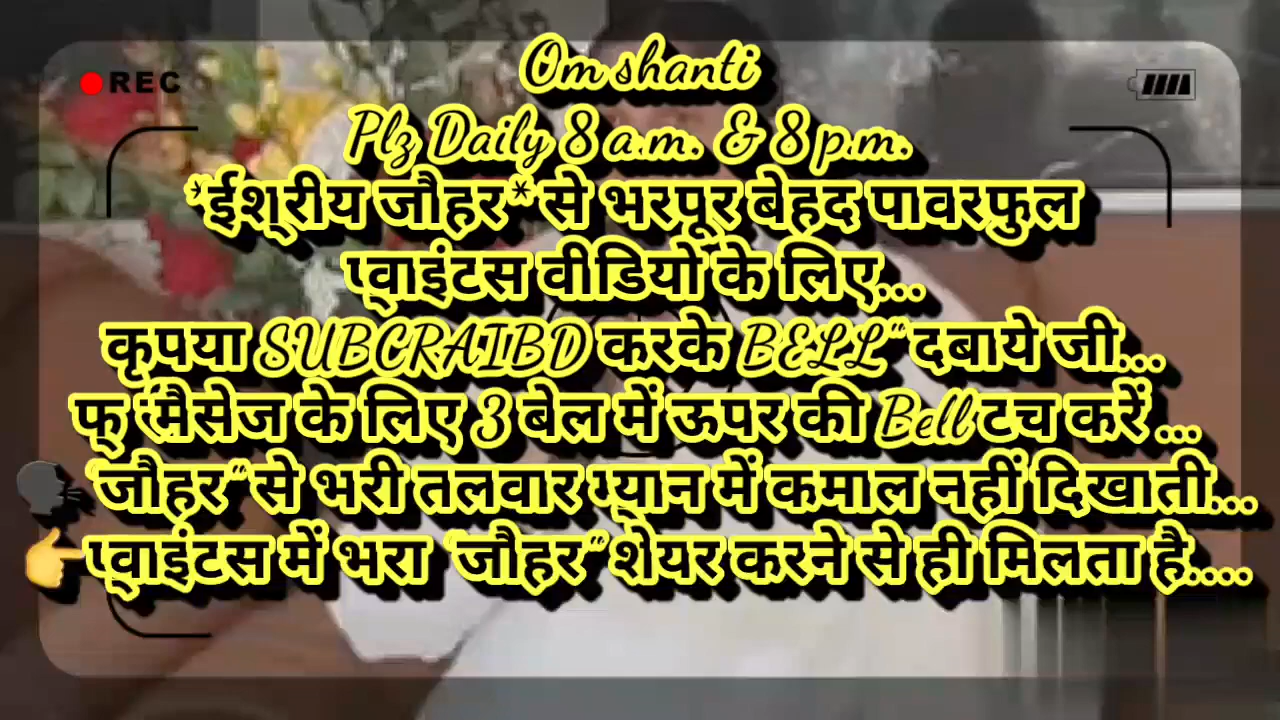 REC
Om shanti
Plz Daily 8 a.m. & 8 p.m.
*ईश्रीय जौहर* से भरपूर बेहद पावरफुल
प्वाइंटस वीडियो के लिए...
कृपया SUBCRAIBD करके BELL" दबाये जी...
मैसेज के लिए 3 बेल में ऊपर की Bell टच करें ...
"जौहर" से भरी तलवार म्यान में कमाल नहीं दिखाती...
प्वाइंटस में भरा "जौहर" शेयर करने से ही मिलता है....